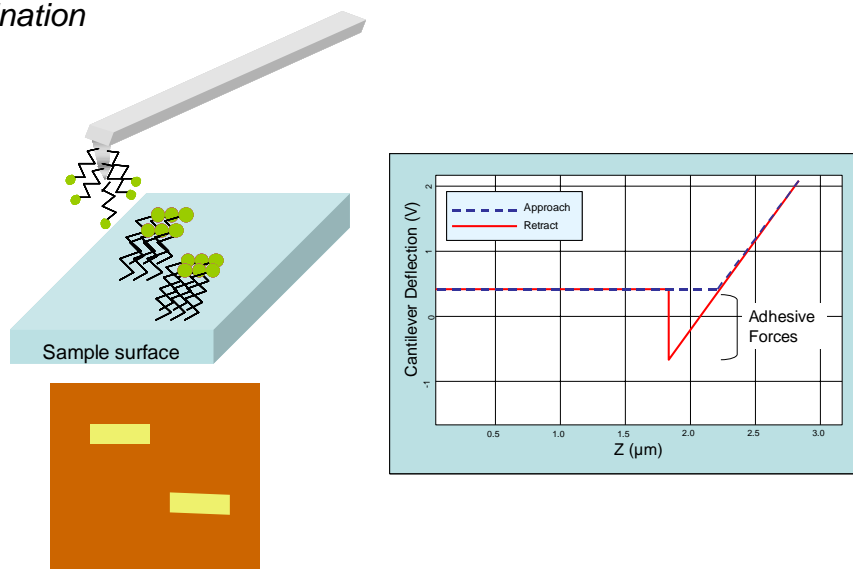 ination
Sample surface
Cantilever Deflection (V)
2
1
0
-1
Approach
Retract
Adhesive
Forces
0.5 1.0 1.5 2.0 2.5 3.0
Z (µm)